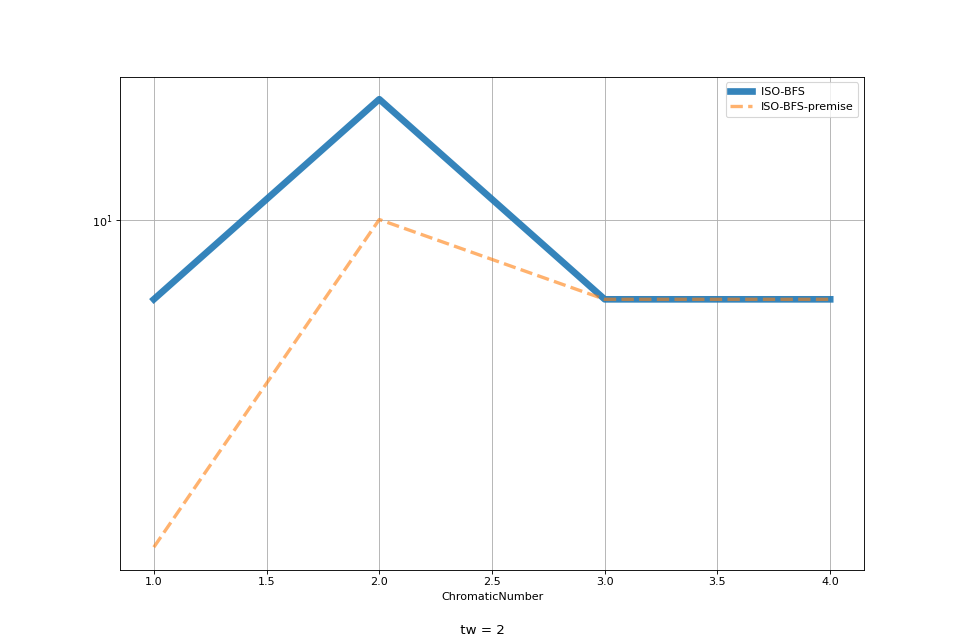 ISO-BFS
ISO-BFS-premise
10^1
1.0 1.5 2.0 2.5 3.0 3.5 4.0
ChromaticNumber
tw = 2